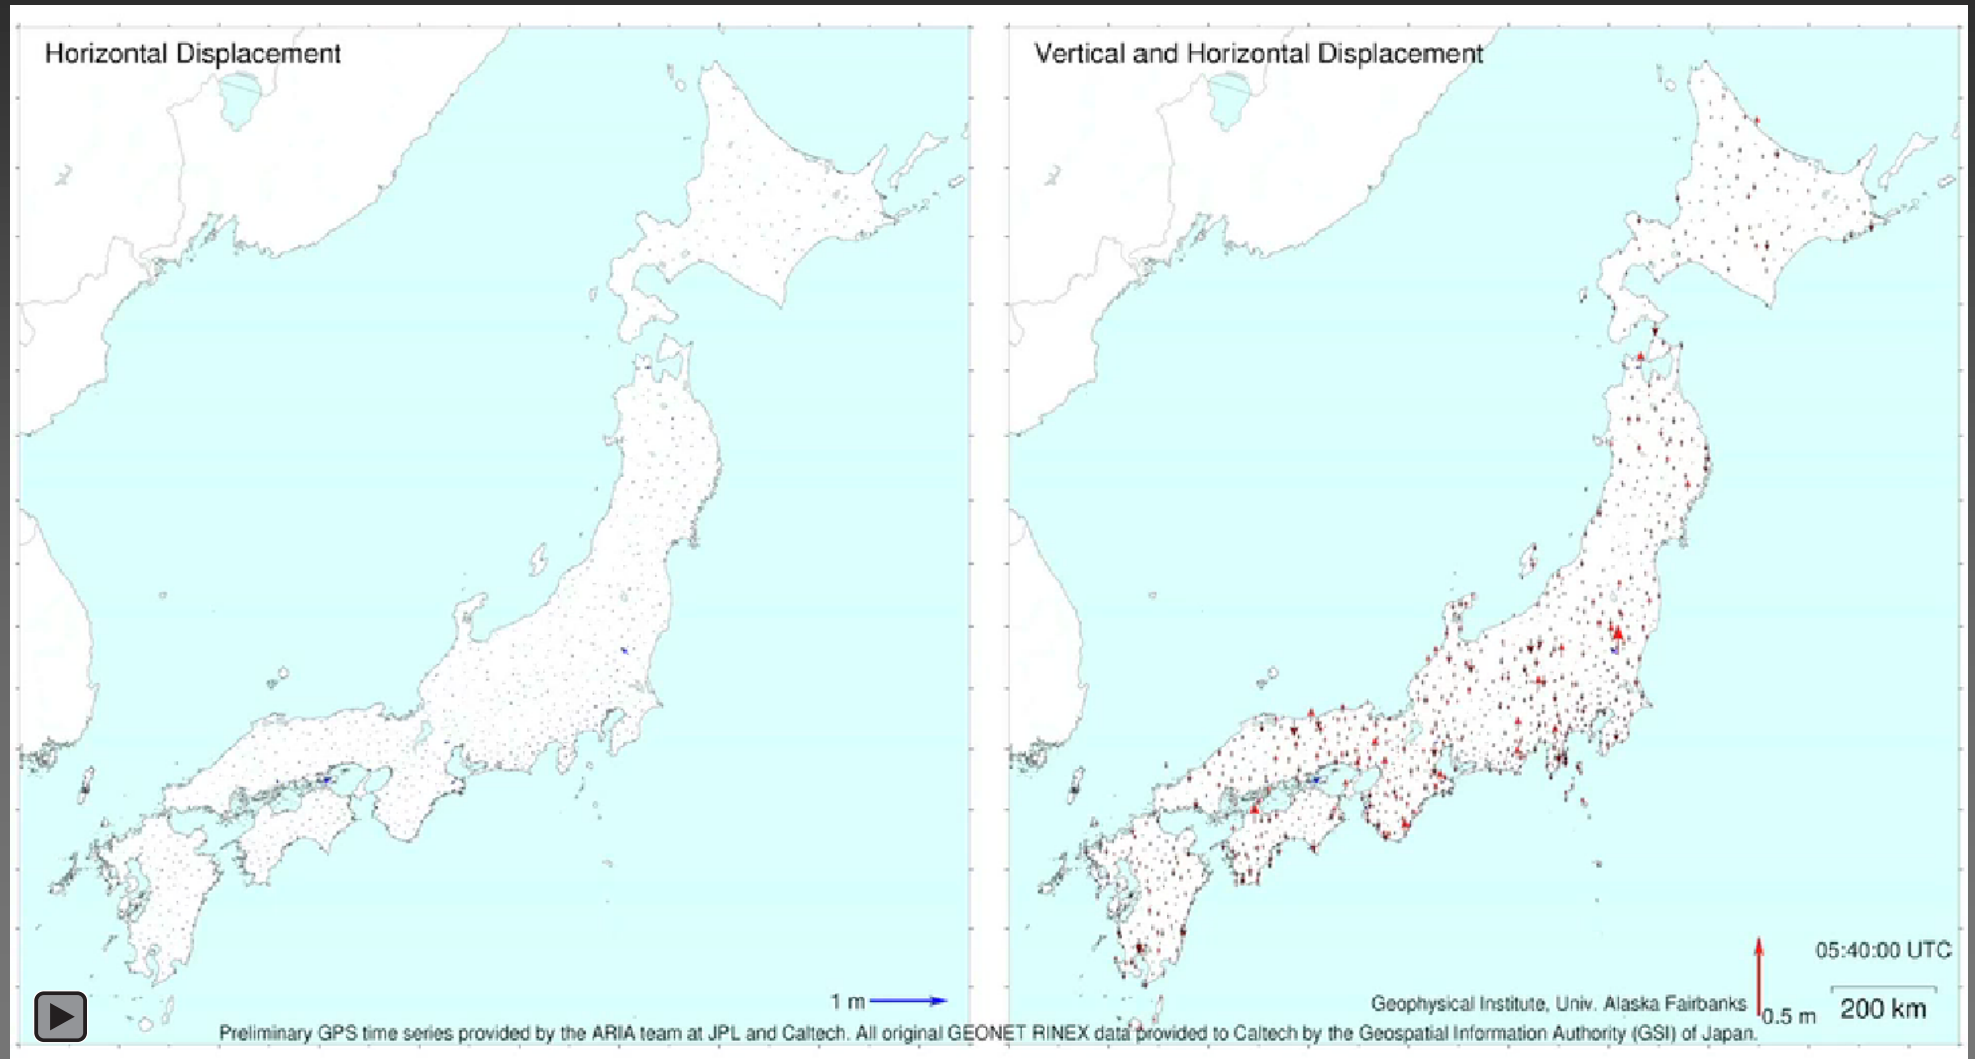 Horizontal Displacement
Vertical and Horizontal Displacement
05:40:00 UTC
1 m
Geophysical Institute, Univ. Alaska Fairbanks
0.5 m
200 km
Preliminary GPS time series provided by the ARIA team at JPL and Caltech. All original GEONET RINEX data provided to Caltech by the Geospatial Information Authority (GSI) of Japan.